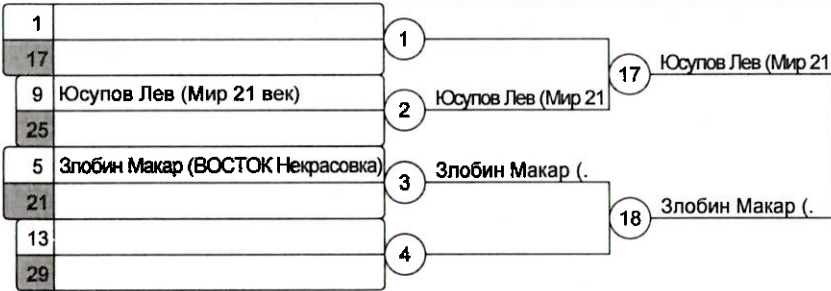 1
1
17
17
Юсупов Лев (Мир 21
9 Юсупов Лев (Мир 21 век)
2
Юсупов Лев (Мир 21
25
5 Злобин Макар (ВОСТОК Некрасовка)
3
Злобин Макар (.
21
18
Злобин Макар (.
13
4
29